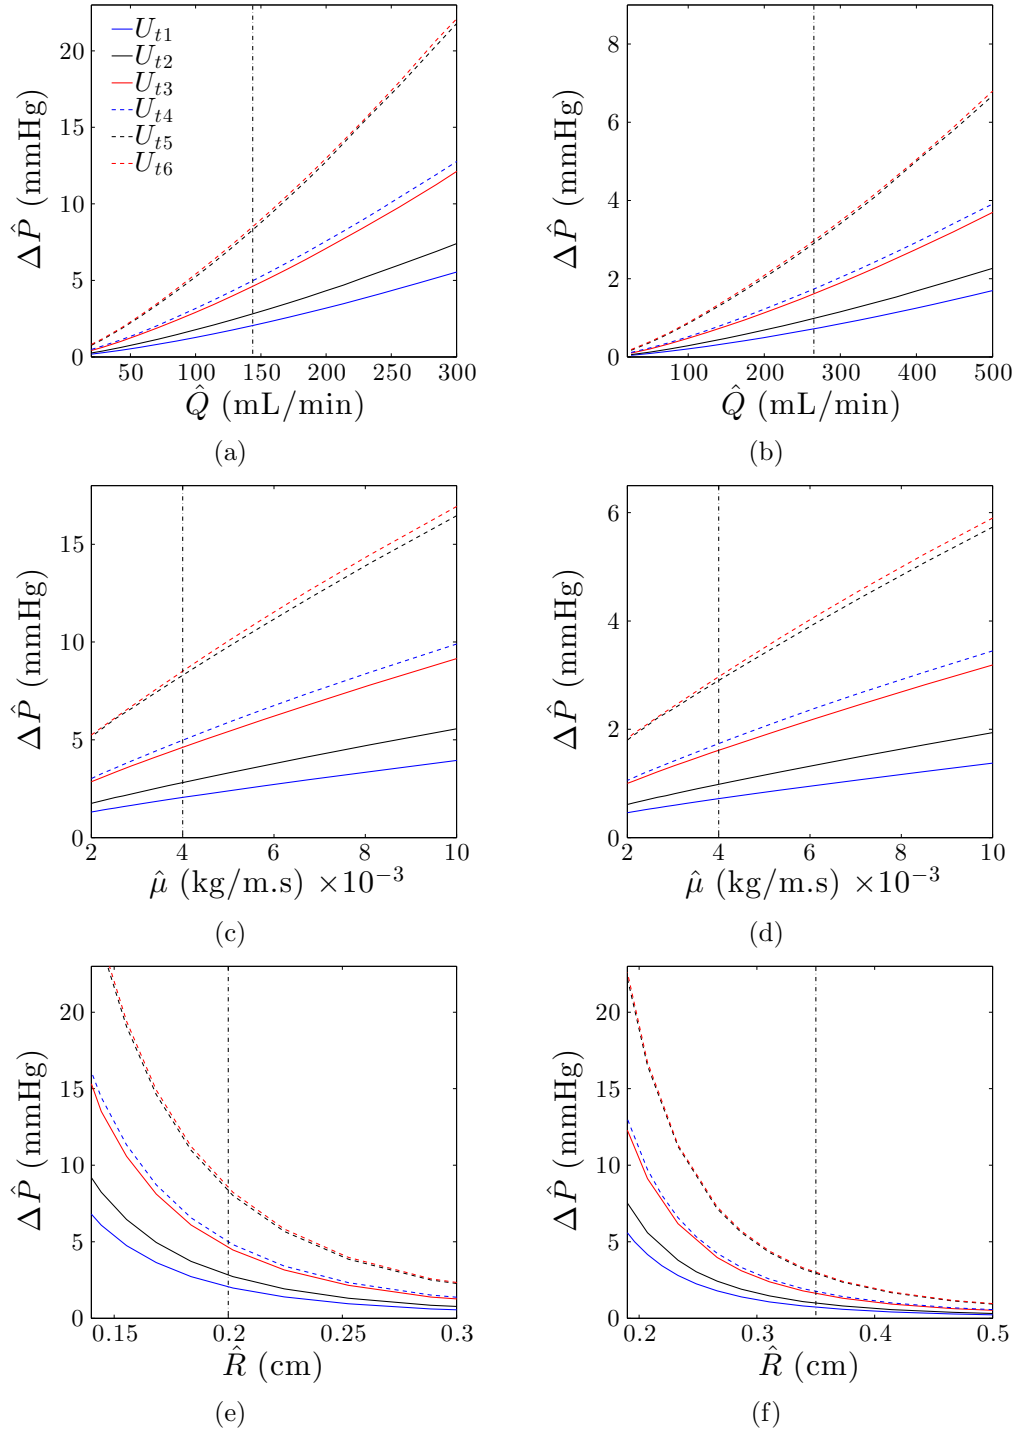 U_{t1}
U_{t2}
U_{t3}
U_{t4}
U_{t5}
U_{t6}
ΔP̂ (mmHg)
0 5 10 15 20
50 100 150 200 250 300
Q̂ (mL/min)
(a)
ΔP̂ (mmHg)
0 2 4 6 8
100 200 300 400 500
Q̂ (mL/min)
(b)
ΔP̂ (mmHg)
0 5 10 15
2 4 6 8 10
μ̂ (kg/m.s) ×10⁻³
(c)
ΔP̂ (mmHg)
0 2 4 6
2 4 6 8 10
μ̂ (kg/m.s) ×10⁻³
(d)
ΔP̂ (mmHg)
0 5 10 15 20
0.15 0.2 0.25 0.3
R̂ (cm)
(e)
ΔP̂ (mmHg)
0 5 10 15 20
0.2 0.3 0.4 0.5
R̂ (cm)
(f)